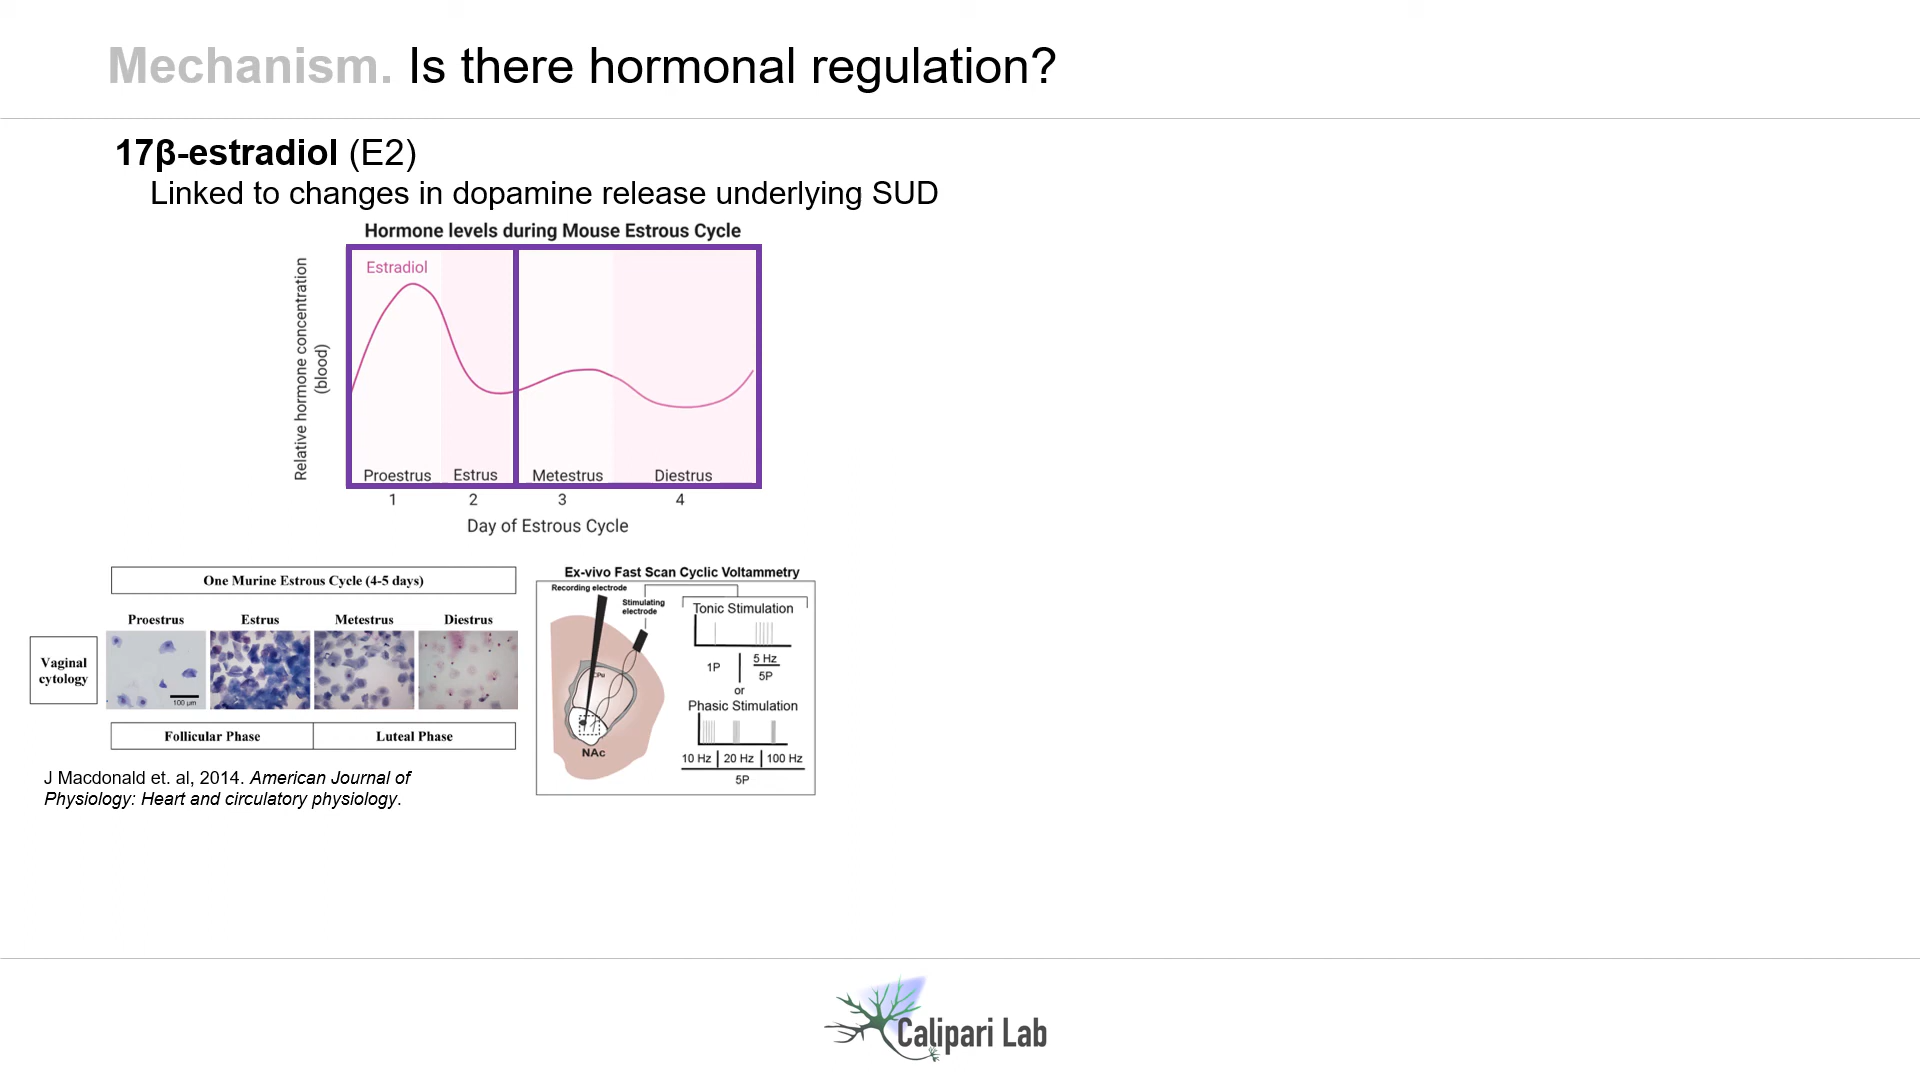 Mechanism. Is there hormonal regulation?
17β-estradiol (E2)
Linked to changes in dopamine release underlying SUD
Hormone levels during Mouse Estrous Cycle
Relative hormone concentration
(blood)
Estradiol
Proestrus Estrus Metestrus Diestrus
1 2 3 4
Day of Estrous Cycle
One Murine Estrous Cycle (4-5 days)
Proestrus Estrus Metestrus Diestrus
Vaginal
cytology
100 µm
Follicular Phase Luteal Phase
J Macdonald et. al, 2014. American Journal of
Physiology: Heart and circulatory physiology.
Ex-vivo Fast Scan Cyclic Voltammetry
Recording electrode
Stimulating
electrode
CPu
NAc
Tonic Stimulation
1P
5 Hz
5P
or
Phasic Stimulation
10 Hz 20 Hz 100 Hz
5P
Calipari Lab